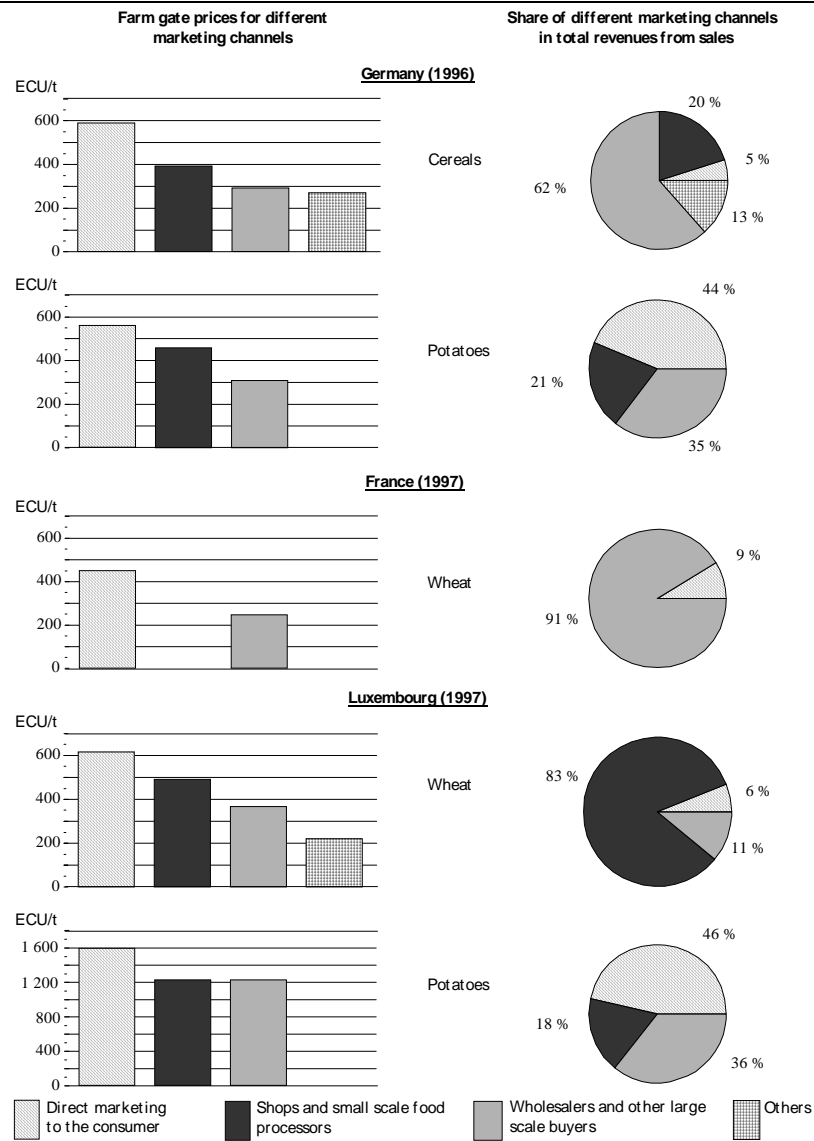 Farm gate prices for different
marketing channels
Share of different marketing channels
in total revenues from sales
Germany (1996)
ECU/t
600
400
200
0
Cereals
20 %
5 %
62 %
13 %
ECU/t
600
400
200
0
Potatoes
44 %
21 %
35 %
France (1997)
ECU/t
600
400
200
0
Wheat
9 %
91 %
Luxembourg (1997)
ECU/t
600
400
200
0
Wheat
83 %
6 %
11 %
ECU/t
1 600
1 200
800
400
0
Potatoes
46 %
18 %
36 %
Direct marketing
to the consumer
Shops and small scale food
processors
Wholesalers and other large
scale buyers
Others